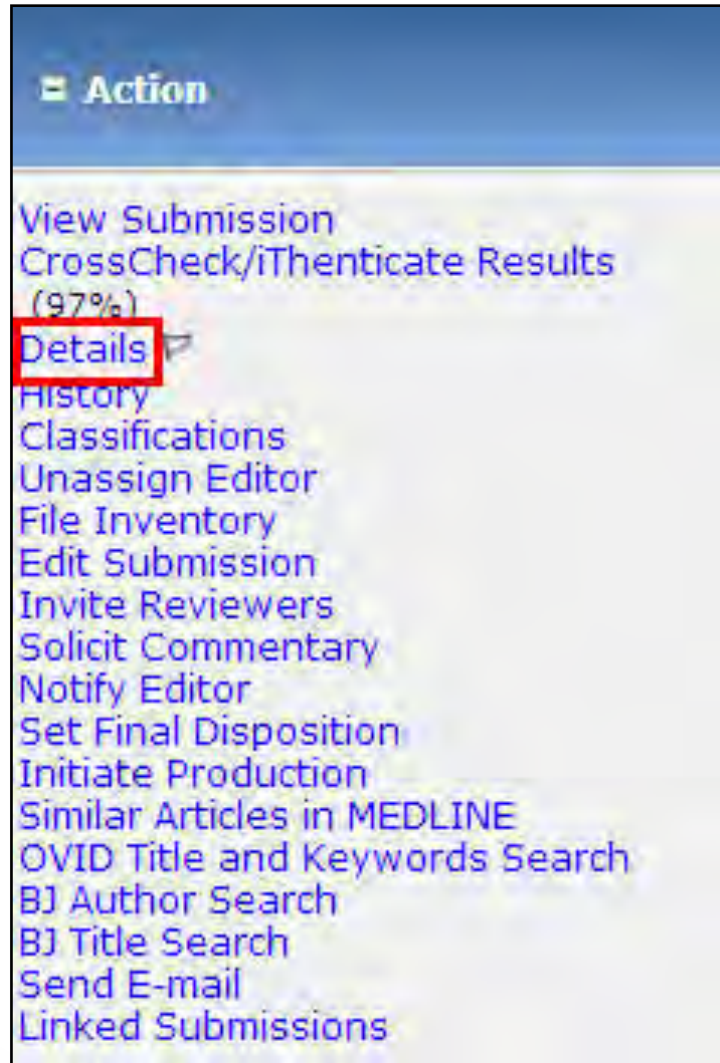 Action
View Submission
CrossCheck/iThenticate Results
(97%)
Details
History
Classifications
Unassign Editor
File Inventory
Edit Submission
Invite Reviewers
Solicit Commentary
Notify Editor
Set Final Disposition
Initiate Production
Similar Articles in MEDLINE
OVID Title and Keywords Search
BJ Author Search
BJ Title Search
Send E-mail
Linked Submissions